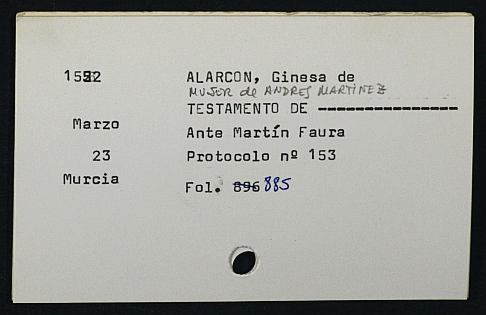 1522 ALARCON, Ginesa de
MUJER de ANDRES MARTINEZ
TESTAMENTO DE ----------------
Marzo Ante Martín Faura
23 Protocolo nº 153
Murcia Fol. 896 885